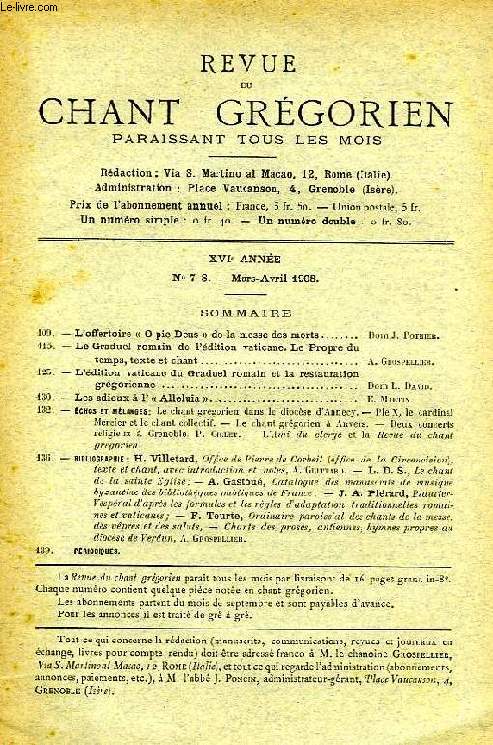 Le-livre.com
REVUE
DU
CHANT GRÉGORIEN
PARAISSANT TOUS LES MOIS
Rédaction : Via S. Martino al Macao, 12, Rome (Italie).
Administration : Place Vaucanson, 4, Grenoble (Isère).
Prix de l'abonnement annuel : France, 5 fr. 50. — Union postale, 5 fr.
Un numéro simple : 0 fr. 40. — Un numéro double : 0 fr. 80.
XVIe ANNÉE
Nos 7-8. Mars-Avril 1908.
SOMMAIRE
109. — L'offertoire « O pie Deus » de la messe des morts........ Dom J. POTHIER.
115. — Le Graduel romain de l'édition vaticane. Le Propre du
temps, texte et chant ........................ A. GROSPELLIER.
125. — L'édition vaticane du Graduel romain et la restauration
grégorienne ........................ Dom L. DAVID.
130. — Les adieux à l' « Alleluia » ........................ E. MARTIN.
132. — ÉCHOS ET MÉLANGES : Le chant grégorien dans le diocèse d'Annecy. — Pie X, le cardinal
Mercier et le chant collectif. — Le chant grégorien à Anvers. — Deux concerts
religieux à Grenoble, P. COLLET. L'Ami du clergé et la Revue du chant
grégorien.
136. — BIBLIOGRAPHIE : H. Villetard, Office de Pierre de Corbeil (office de la Circoncision),
texte et chant, avec introduction et notes, A. — L. D. S., Le chant
de la sainte Eglise ; — A. Gastoué, Catalogue des manuscrits de musique
byzantine des bibliothèques publiques de France. — J. A. Piérard, Psautier-
Vespéral d'après les formules et les règles d'adaptation traditionnelles romai-
nes et vaticanes ; — F. Tourte, Ordinaire paroissial des chants de la messe,
des vêpres et des saluts, — Chants des proses, antiennes, hymnes propres au
diocèse de Verdun, A. GROSPELLIER.
139. PÉRIODIQUES.
La Revue du chant grégorien paraît tous les mois par livraisons de 16 pages grand in-8°.
Chaque numéro contient quelque pièce notée en chant grégorien.
Les abonnements partent du mois de septembre et sont payables d'avance.
Pour les annonces il est traité de gré à gré.
Tout ce qui concerne la rédaction (manuscrits, communications, revues et journaux en
échange, livres pour compte rendu) doit être adressé franco à M. le chanoine GROSPELLIER,
Via S. Martino al Macao, 12, ROME (Italie), et tout ce qui regarde l'administration (abonnements,
annonces, paiements, etc.), à M. l'abbé J. PONCIN, administrateur-gérant, Place Vaucanson, 4,
GRENOBLE (Isère).